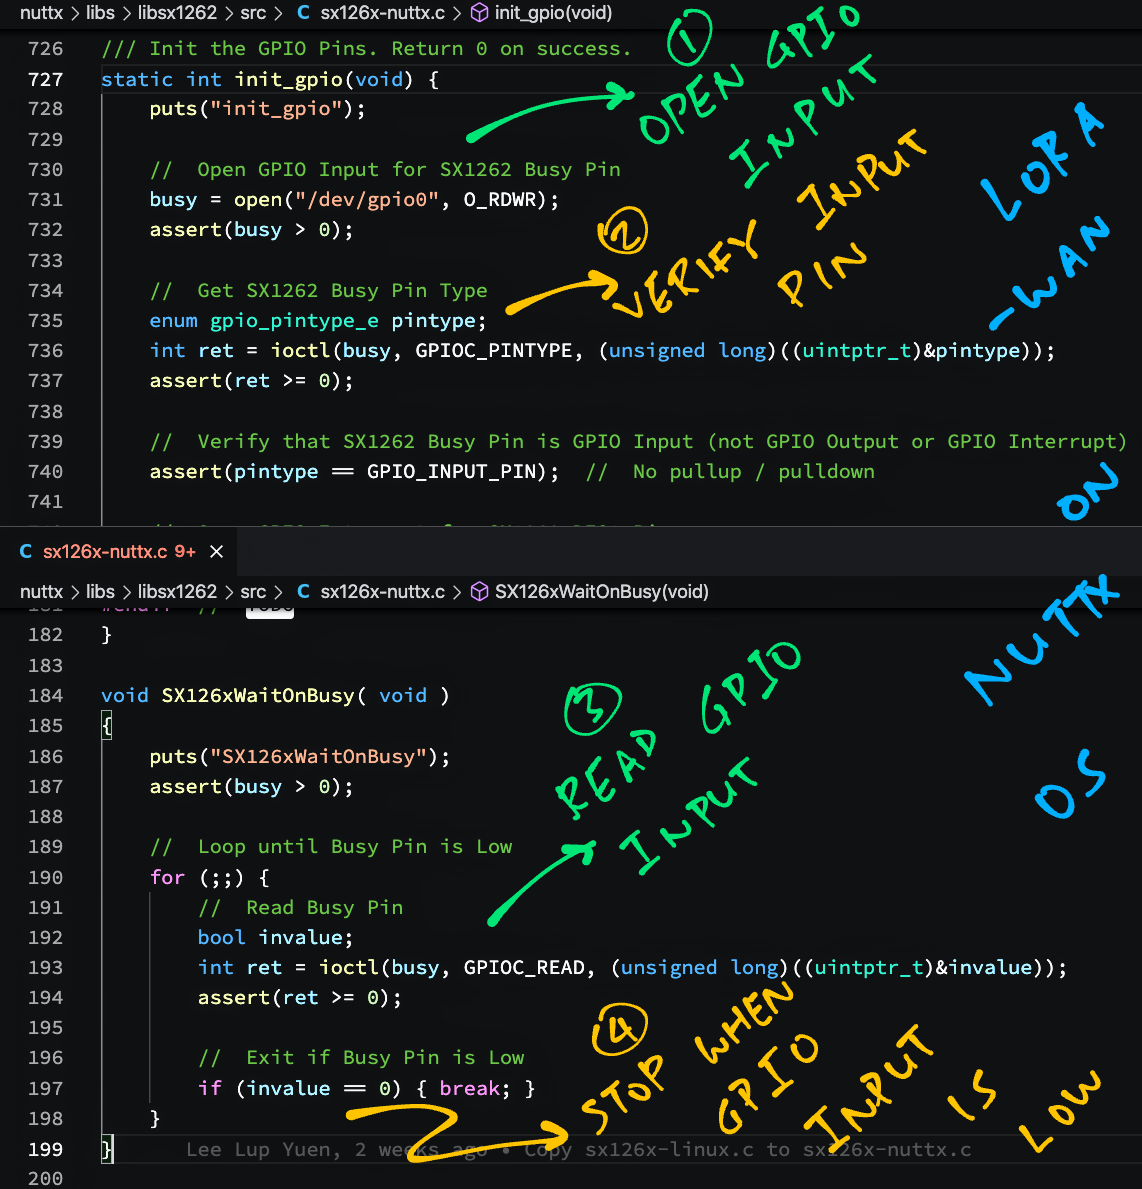 nuttx > libs > libsx1262 > src > C sx126x-nuttx.c > init_gpio(void)
726 /// Init the GPIO Pins. Return 0 on success.
727 static int init_gpio(void) {
728 puts("init_gpio");
729
730 //  Open GPIO Input for SX1262 Busy Pin
731 busy = open("/dev/gpio0", O_RDWR);
732 assert(busy > 0);
733
734 //  Get SX1262 Busy Pin Type
735 enum gpio_pintype_e pintype;
736 int ret = ioctl(busy, GPIOC_PINTYPE, (unsigned long)((uintptr_t)&pintype));
737 assert(ret >= 0);
738
739 //  Verify that SX1262 Busy Pin is GPIO Input (not GPIO Output or GPIO Interrupt)
740 assert(pintype == GPIO_INPUT_PIN);  //  No pullup / pulldown
741
1 OPEN GPIO
INPUT
2 VERIFY INPUT
PIN
LORA
-WAN
ON
NUTTX
OS
C sx126x-nuttx.c 9+ ×
nuttx > libs > libsx1262 > src > C sx126x-nuttx.c > SX126xWaitOnBusy(void)
182 }
183
184 void SX126xWaitOnBusy( void )
185 {
186 puts("SX126xWaitOnBusy");
187 assert(busy > 0);
188
189 //  Loop until Busy Pin is Low
190 for (;;) {
191 //  Read Busy Pin
192 bool invalue;
193 int ret = ioctl(busy, GPIOC_READ, (unsigned long)((uintptr_t)&invalue));
194 assert(ret >= 0);
195
196 //  Exit if Busy Pin is Low
197 if (invalue == 0) { break; }
198 }
199 } Lee Lup Yuen, 2 weeks ago • Copy sx126x-linux.c to sx126x-nuttx.c
200
3 READ GPIO
INPUT
4 STOP WHEN
GPIO
INPUT
IS
LOW